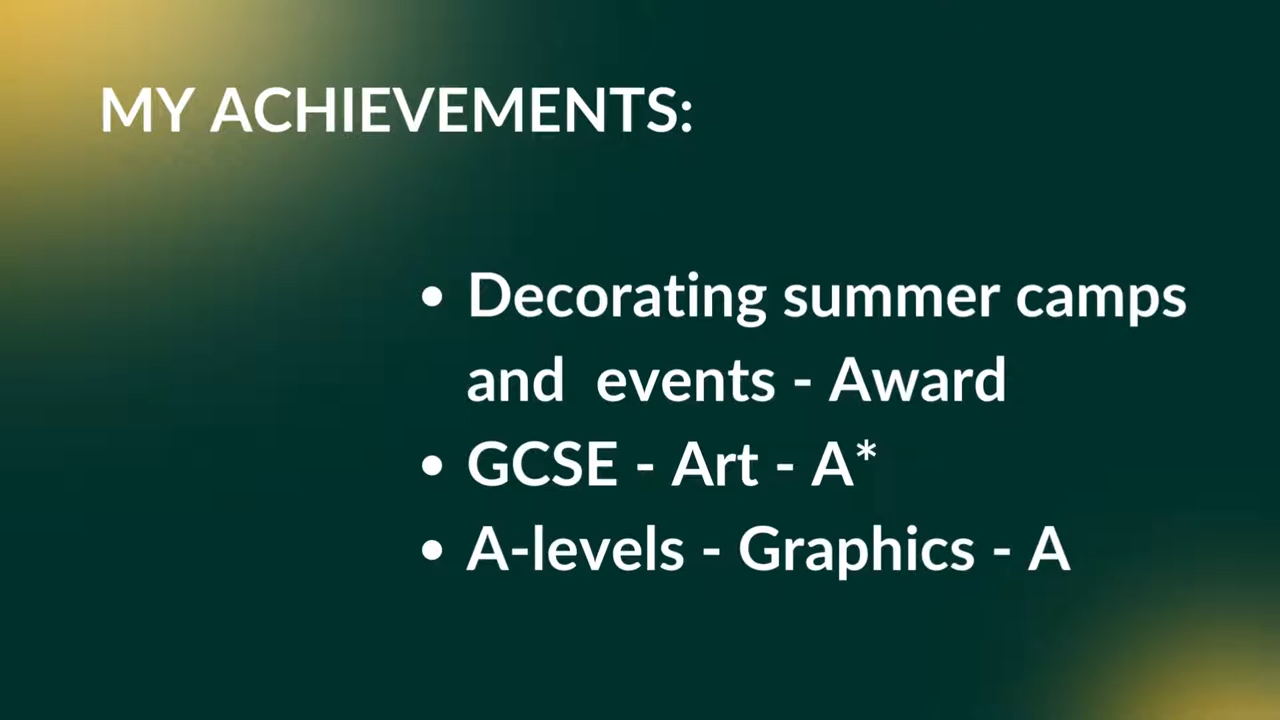 MY ACHIEVEMENTS:
• Decorating summer camps
and  events - Award
• GCSE - Art - A*
• A-levels - Graphics - A